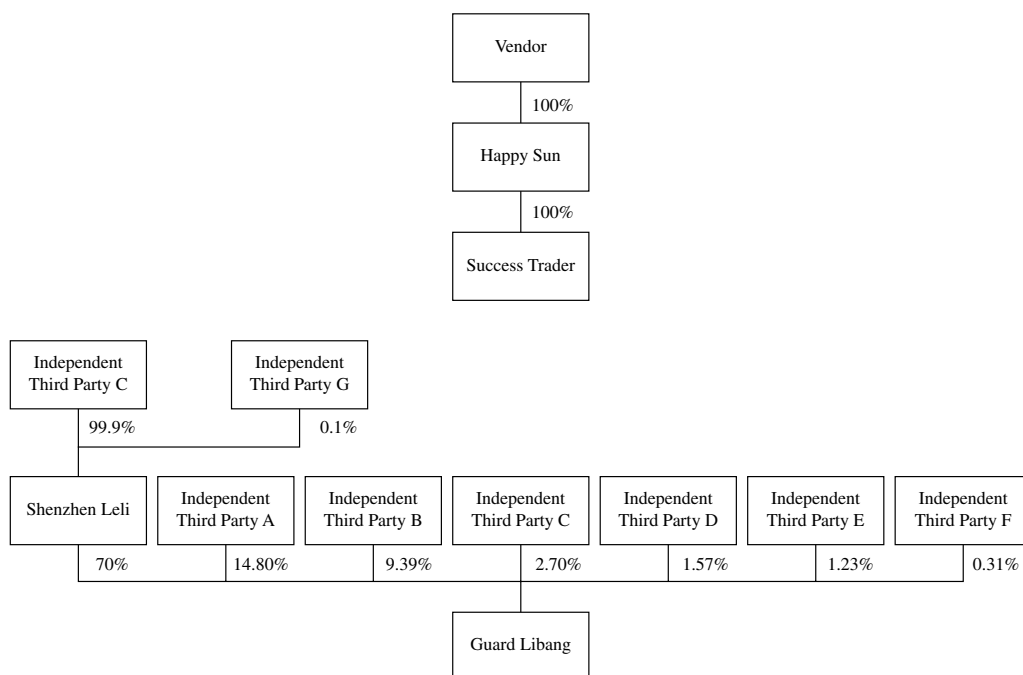 Vendor
100%
Happy Sun
100%
Success Trader
Independent
Third Party C
Independent
Third Party G
99.9%
0.1%
Shenzhen Leli
Independent
Third Party A
Independent
Third Party B
Independent
Third Party C
Independent
Third Party D
Independent
Third Party E
Independent
Third Party F
70%
14.80%
9.39%
2.70%
1.57%
1.23%
0.31%
Guard Libang